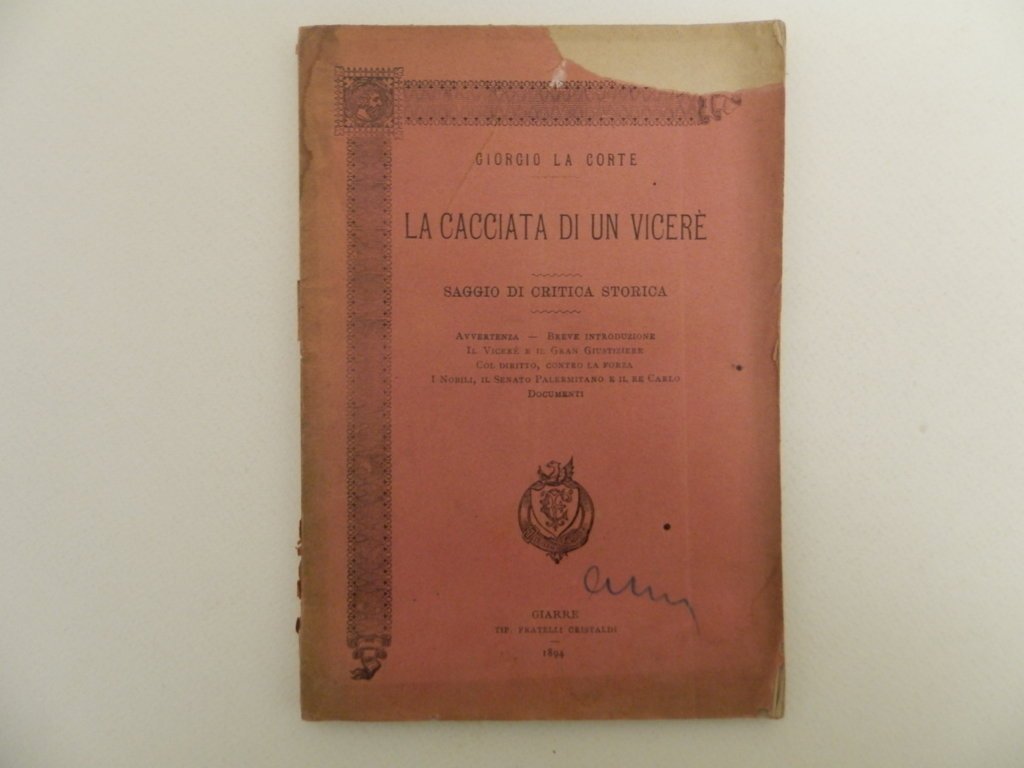 GIORGIO LA CORTE
LA CACCIATA DI UN VICERÈ
SAGGIO DI CRITICA STORICA
AVVERTENZA — BREVE INTRODUZIONE
IL VICERÈ E IL GRAN GIUSTIZIERE
COL DIRITTO, CONTRO LA FORZA
I NOBILI, IL SENATO PALERMITANO E IL RE CARLO
DOCUMENTI
GIARRE
TIP. FRATELLI CRISTALDI
1894